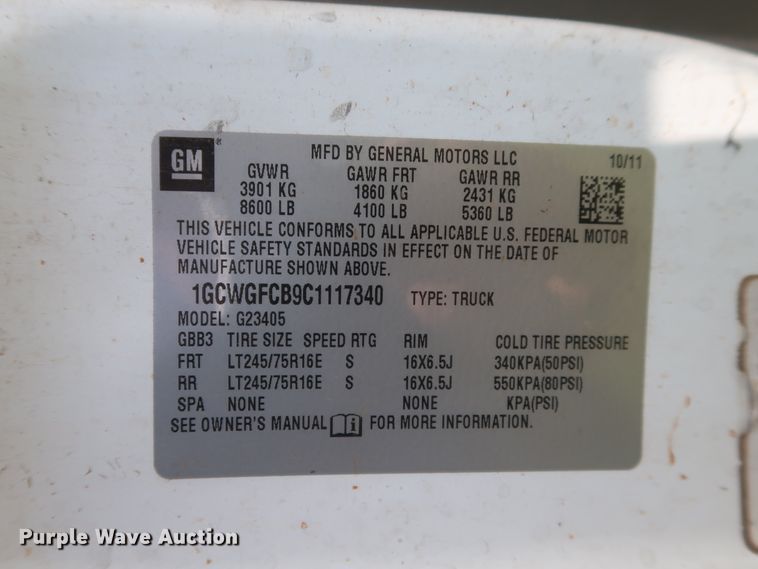 GM
MFD BY GENERAL MOTORS LLC 10/11
GVWR GAWR FRT GAWR RR
3901 KG 1860 KG 2431 KG
8600 LB 4100 LB 5360 LB
THIS VEHICLE CONFORMS TO ALL APPLICABLE U.S. FEDERAL MOTOR
VEHICLE SAFETY STANDARDS IN EFFECT ON THE DATE OF
MANUFACTURE SHOWN ABOVE.
1GCWGFCB9C1117340 TYPE: TRUCK
MODEL: G23405
GBB3 TIRE SIZE SPEED RTG RIM COLD TIRE PRESSURE
FRT LT245/75R16E S 16X6.5J 340KPA(50PSI)
RR LT245/75R16E S 16X6.5J 550KPA(80PSI)
SPA NONE NONE KPA(PSI)
SEE OWNER'S MANUAL FOR MORE INFORMATION.
Purple Wave Auction
Purple Wave Auction